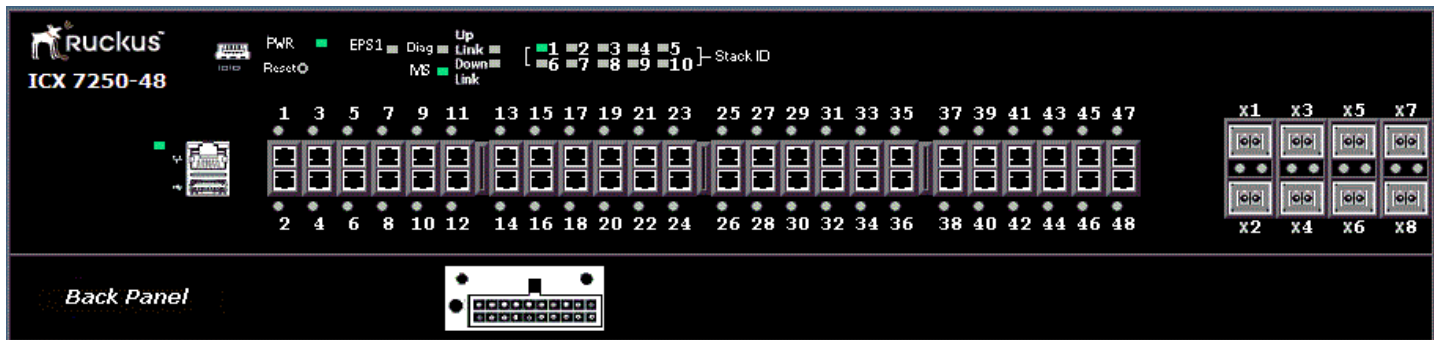 Ruckus™
ICX 7250-48
PWR
Reset
EPS1
Diag
MS
Up
Link
Down
Link
1 2 3 4 5
6 7 8 9 10
Stack ID
1 3 5 7 9 11 13 15 17 19 21 23 25 27 29 31 33 35 37 39 41 43 45 47
2 4 6 8 10 12 14 16 18 20 22 24 26 28 30 32 34 36 38 40 42 44 46 48
X1 X3 X5 X7
X2 X4 X6 X8
Back Panel